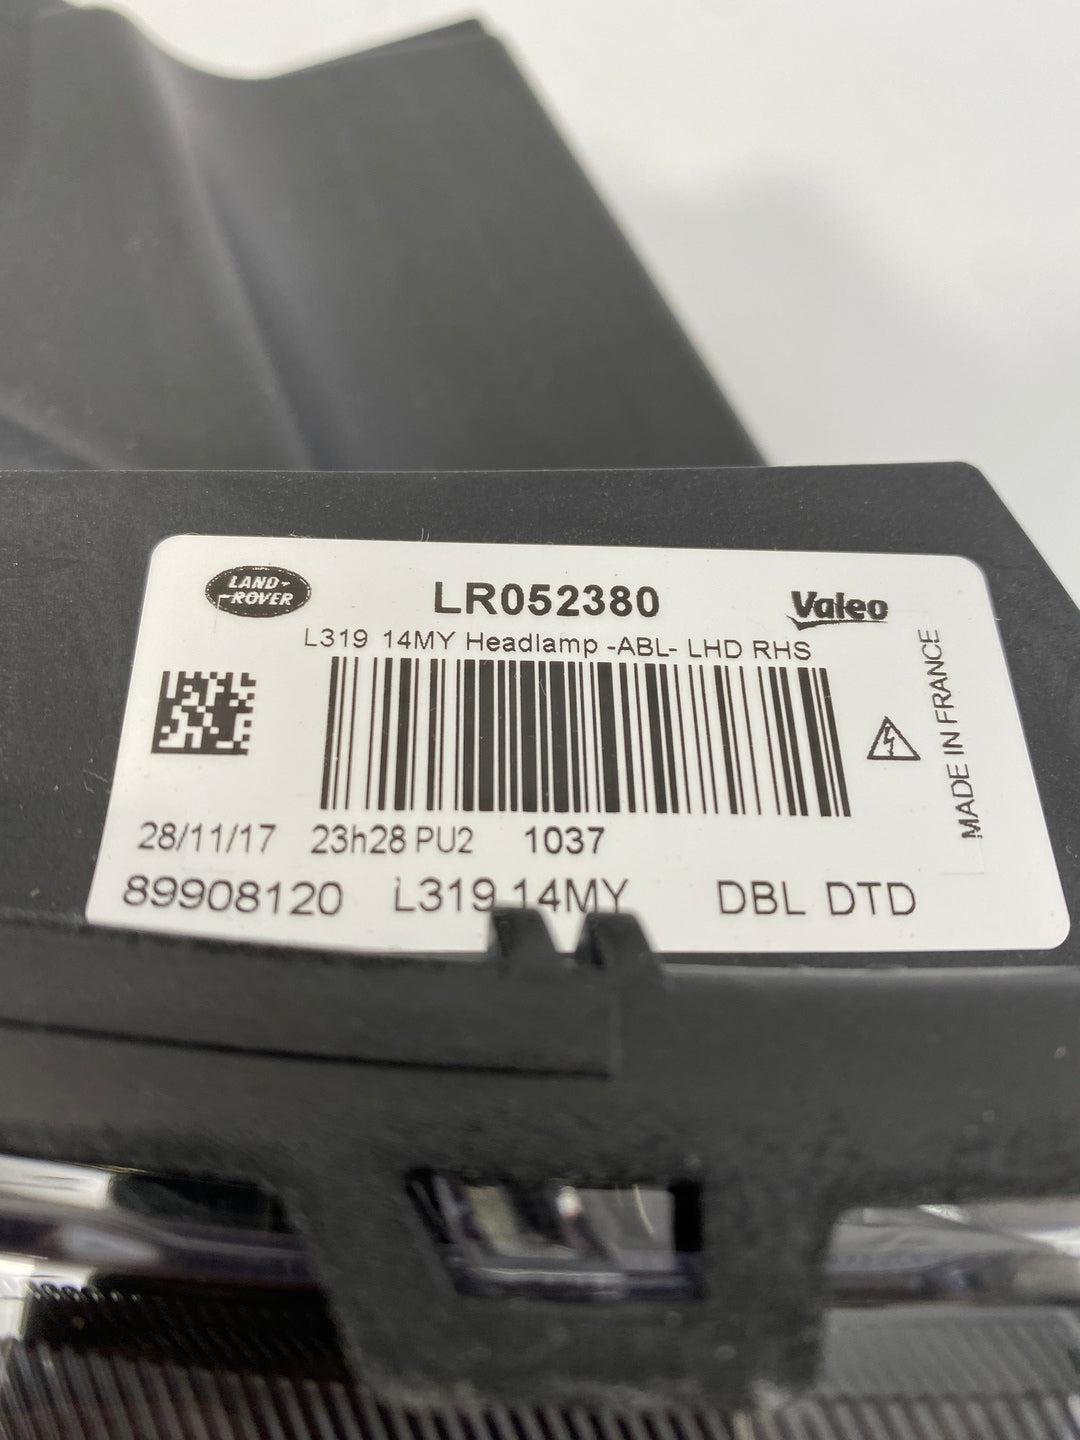 LAND-
ROVER
LR052380
Valeo
L319 14MY Headlamp -ABL- LHD RHS
MADE IN FRANCE
28/11/17 23h28 PU2 1037
89908120 L319 14MY DBL DTD